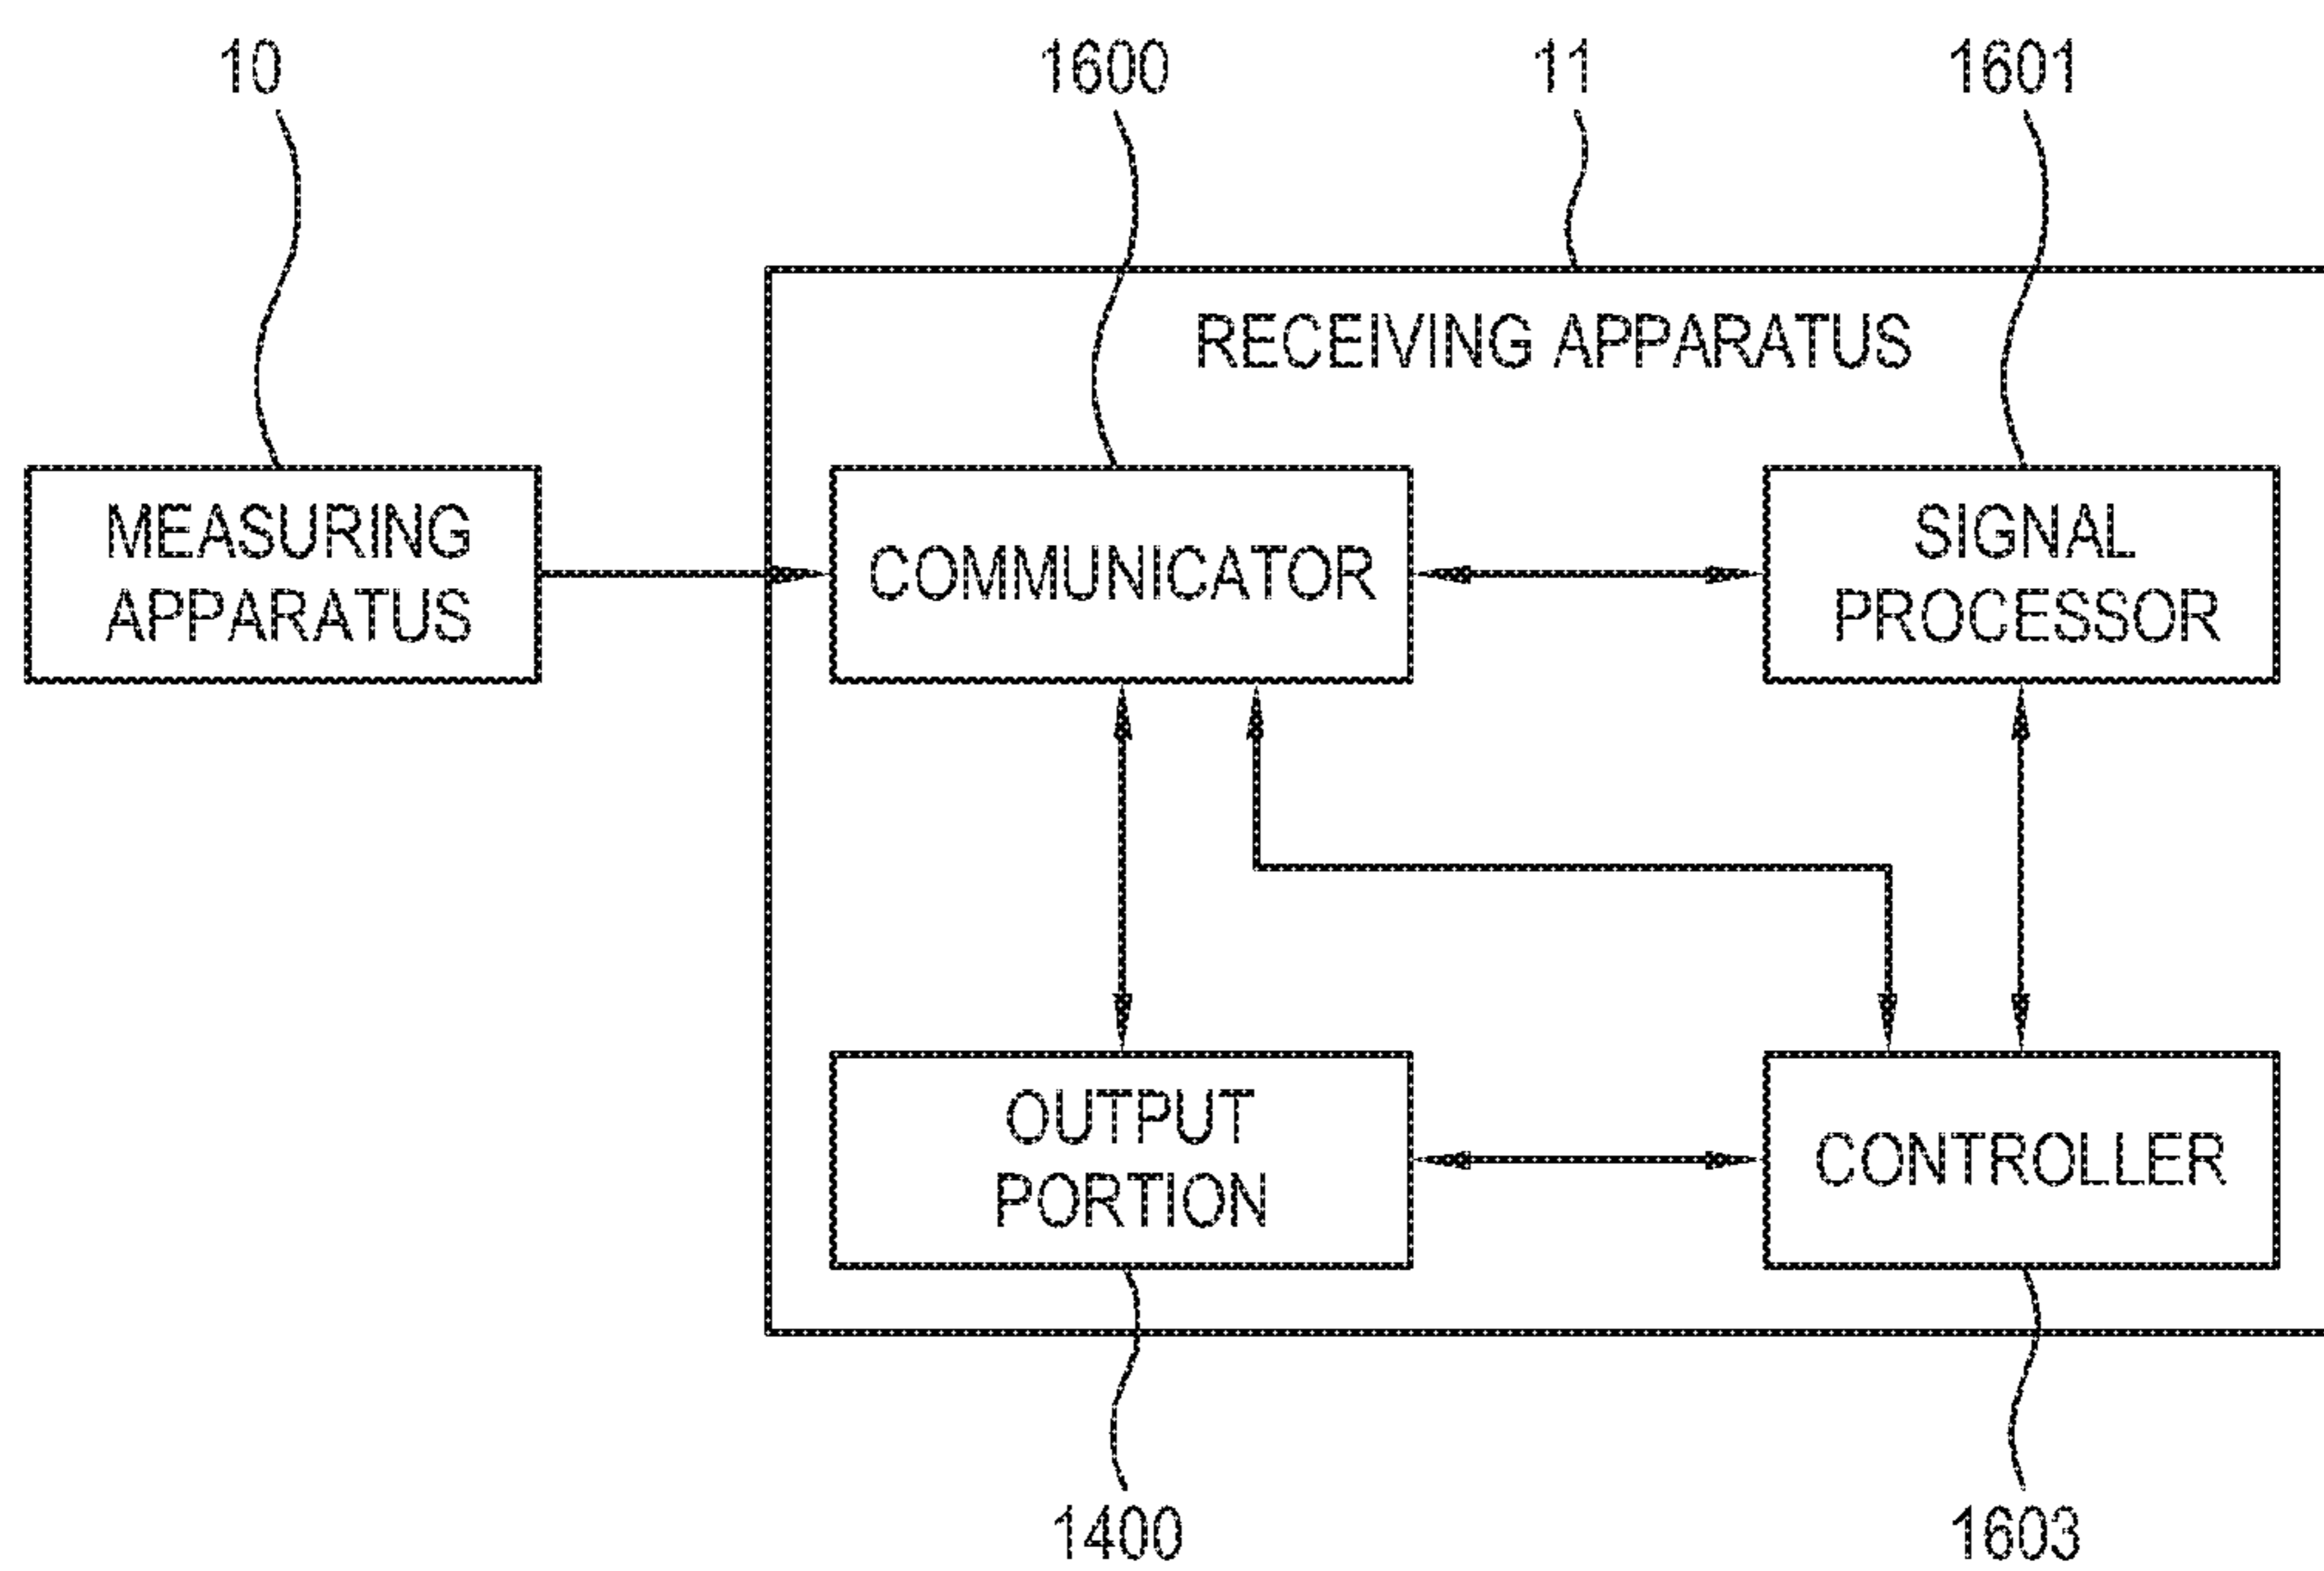 10
1600
11
1601
RECEIVING APPARATUS
MEASURING
APPARATUS
COMMUNICATOR
SIGNAL
PROCESSOR
OUTPUT
PORTION
CONTROLLER
1400
1603